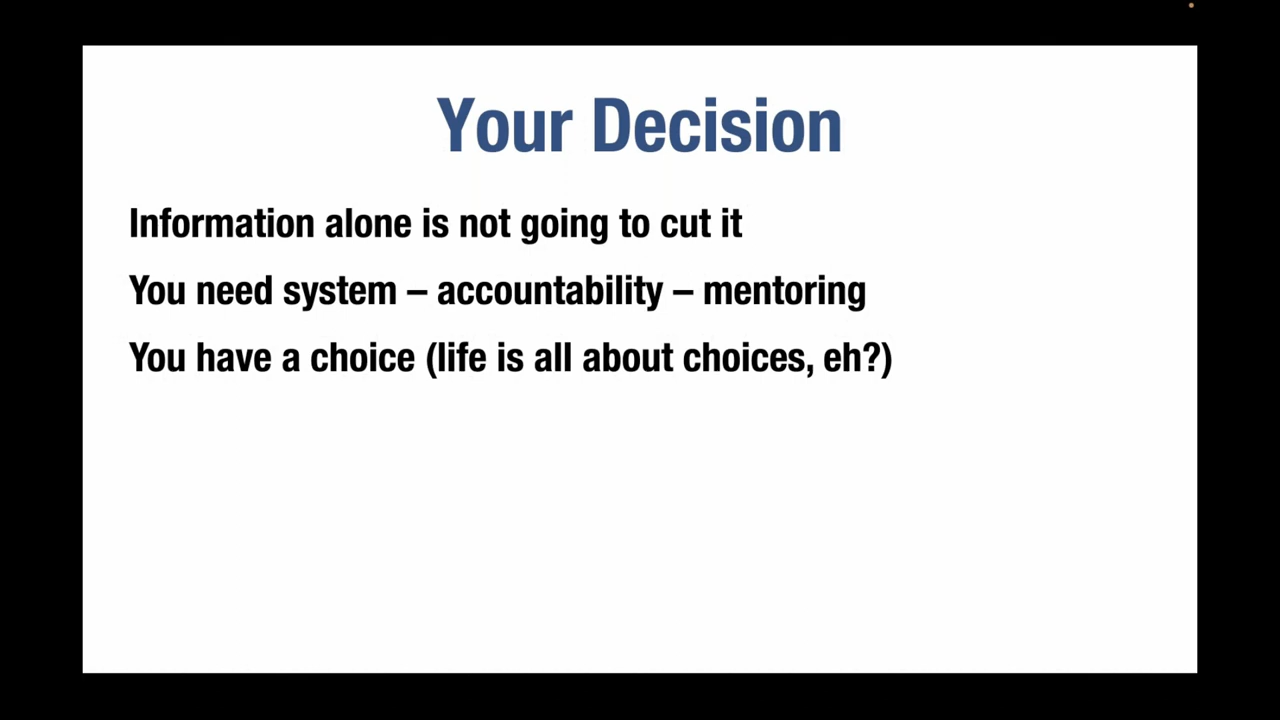 Your Decision
Information alone is not going to cut it
You need system – accountability – mentoring
You have a choice (life is all about choices, eh?)